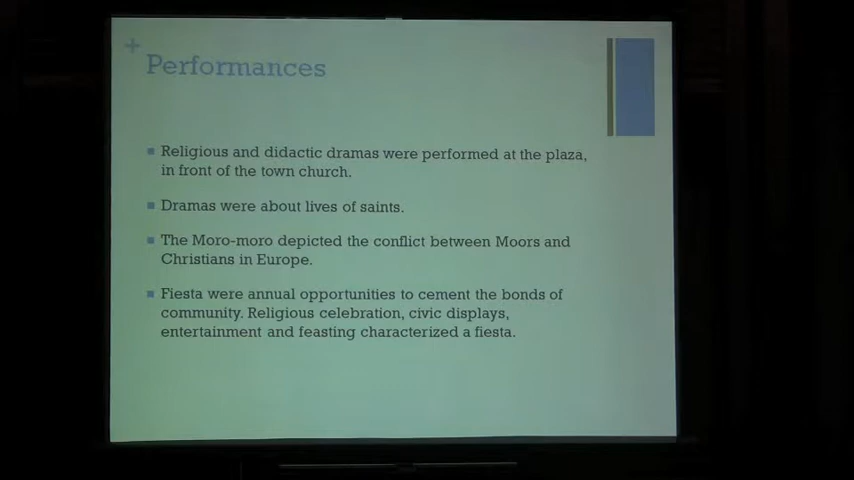 +
Performances
Religious and didactic dramas were performed at the plaza,
in front of the town church.
Dramas were about lives of saints.
The Moro-moro depicted the conflict between Moors and
Christians in Europe.
Fiesta were annual opportunities to cement the bonds of
community. Religious celebration, civic displays,
entertainment and feasting characterized a fiesta.